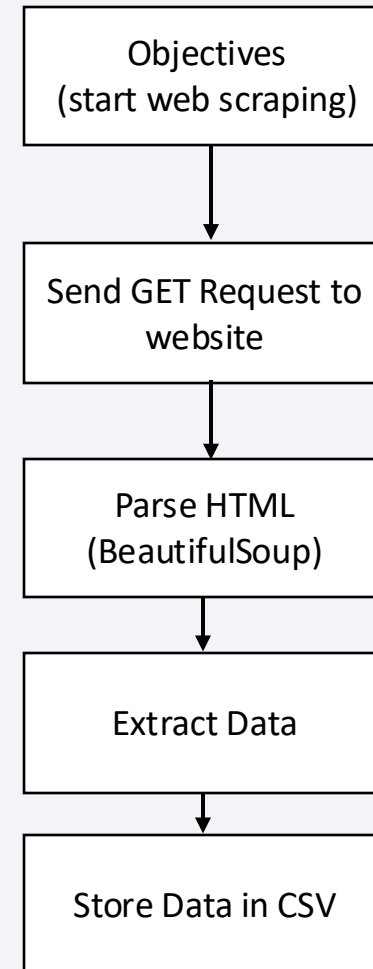 Objectives
(start web scraping)
Send GET Request to
website
Parse HTML
(BeautifulSoup)
Extract Data
Store Data in CSV